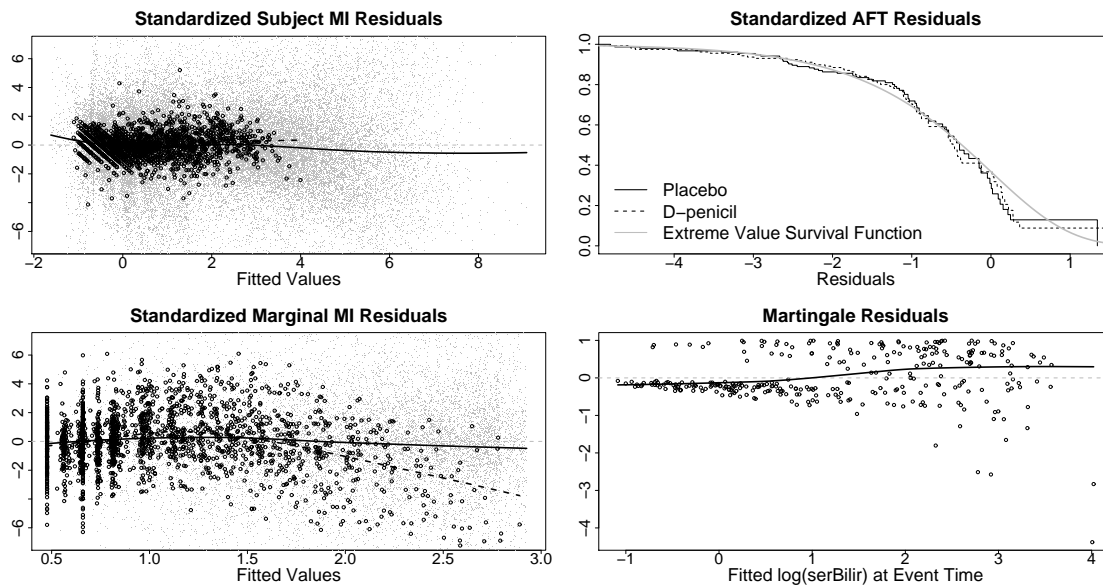 Standardized Subject MI Residuals
6
4
2
0
−2
−6
−2 0 2 4 6 8
Fitted Values
Standardized AFT Residuals
1.0
0.8
0.6
0.4
0.2
0.0
Placebo
D−penicil
Extreme Value Survival Function
−4 −3 −2 −1 0 1
Residuals
Standardized Marginal MI Residuals
6
4
2
0
−2
−6
0.5 1.0 1.5 2.0 2.5 3.0
Fitted Values
Martingale Residuals
1
0
−1
−2
−3
−4
−1 0 1 2 3 4
Fitted log(serBilir) at Event Time